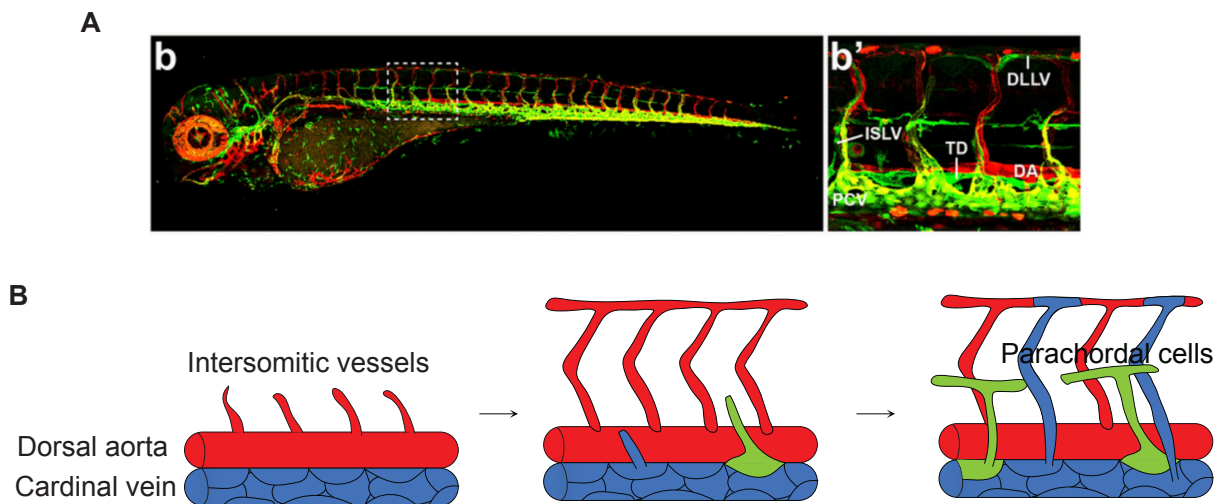 A
b
b'
DLLV
ISLV
TD
DA
PCV
B
Intersomitic vessels
Parachordal cells
Dorsal aorta
Cardinal vein